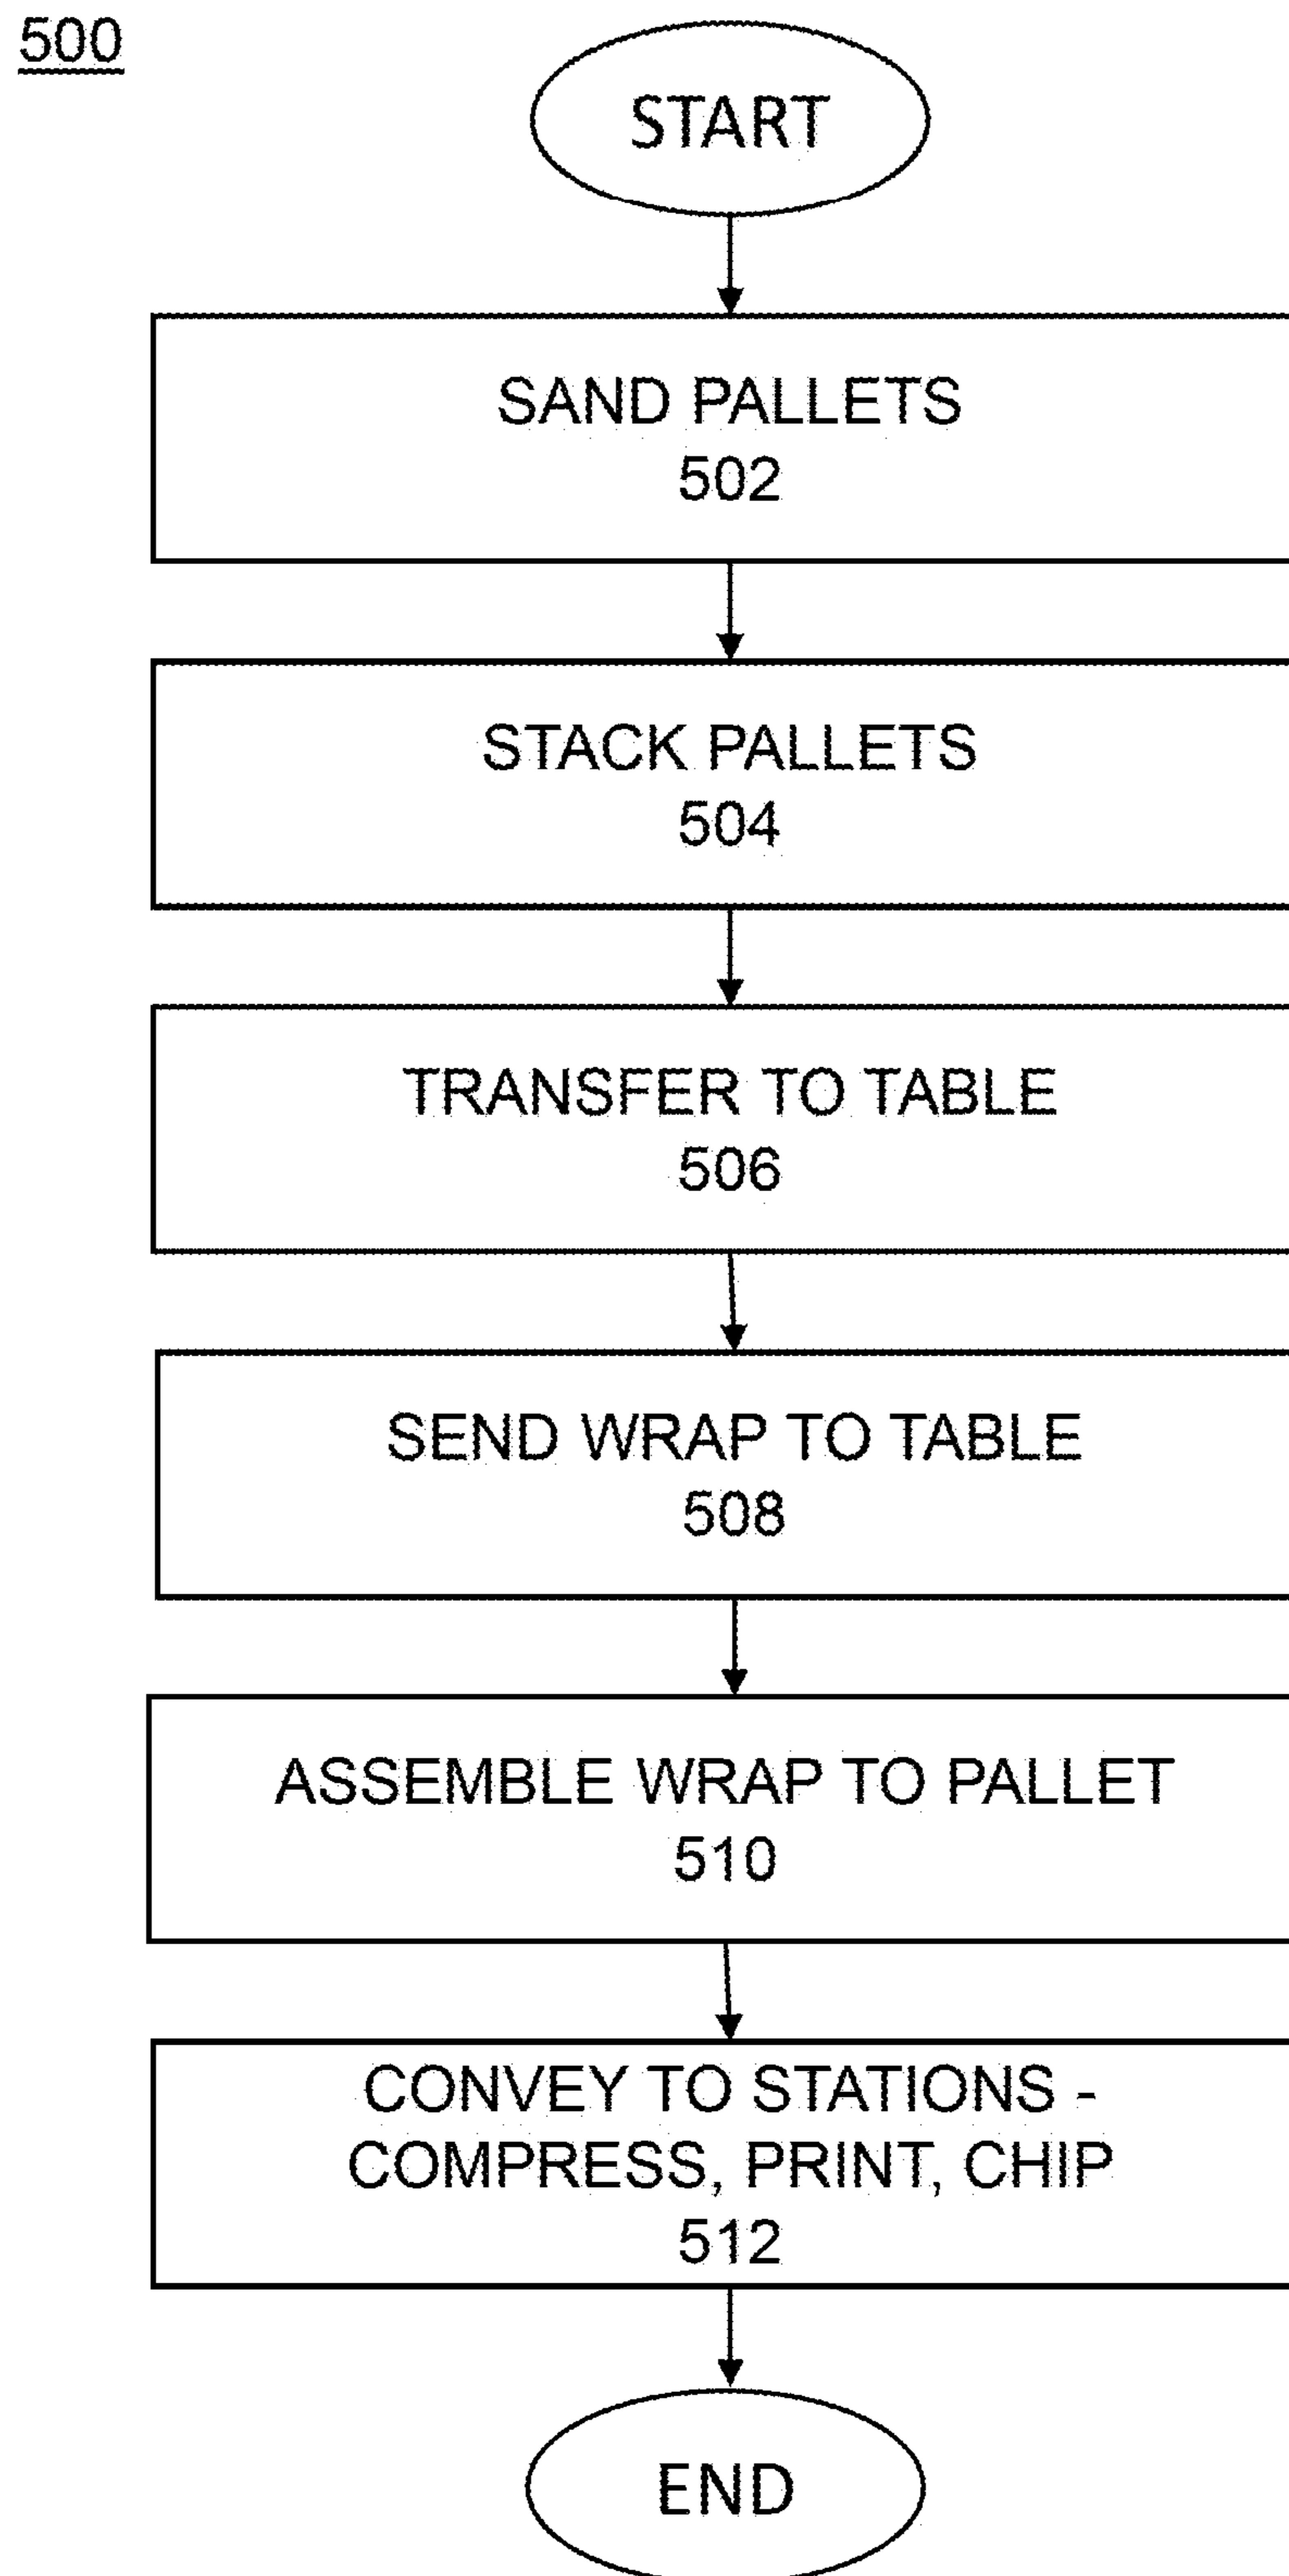 500
START
SAND PALLETS
502
STACK PALLETS
504
TRANSFER TO TABLE
506
SEND WRAP TO TABLE
508
ASSEMBLE WRAP TO PALLET
510
CONVEY TO STATIONS -
COMPRESS, PRINT, CHIP
512
END